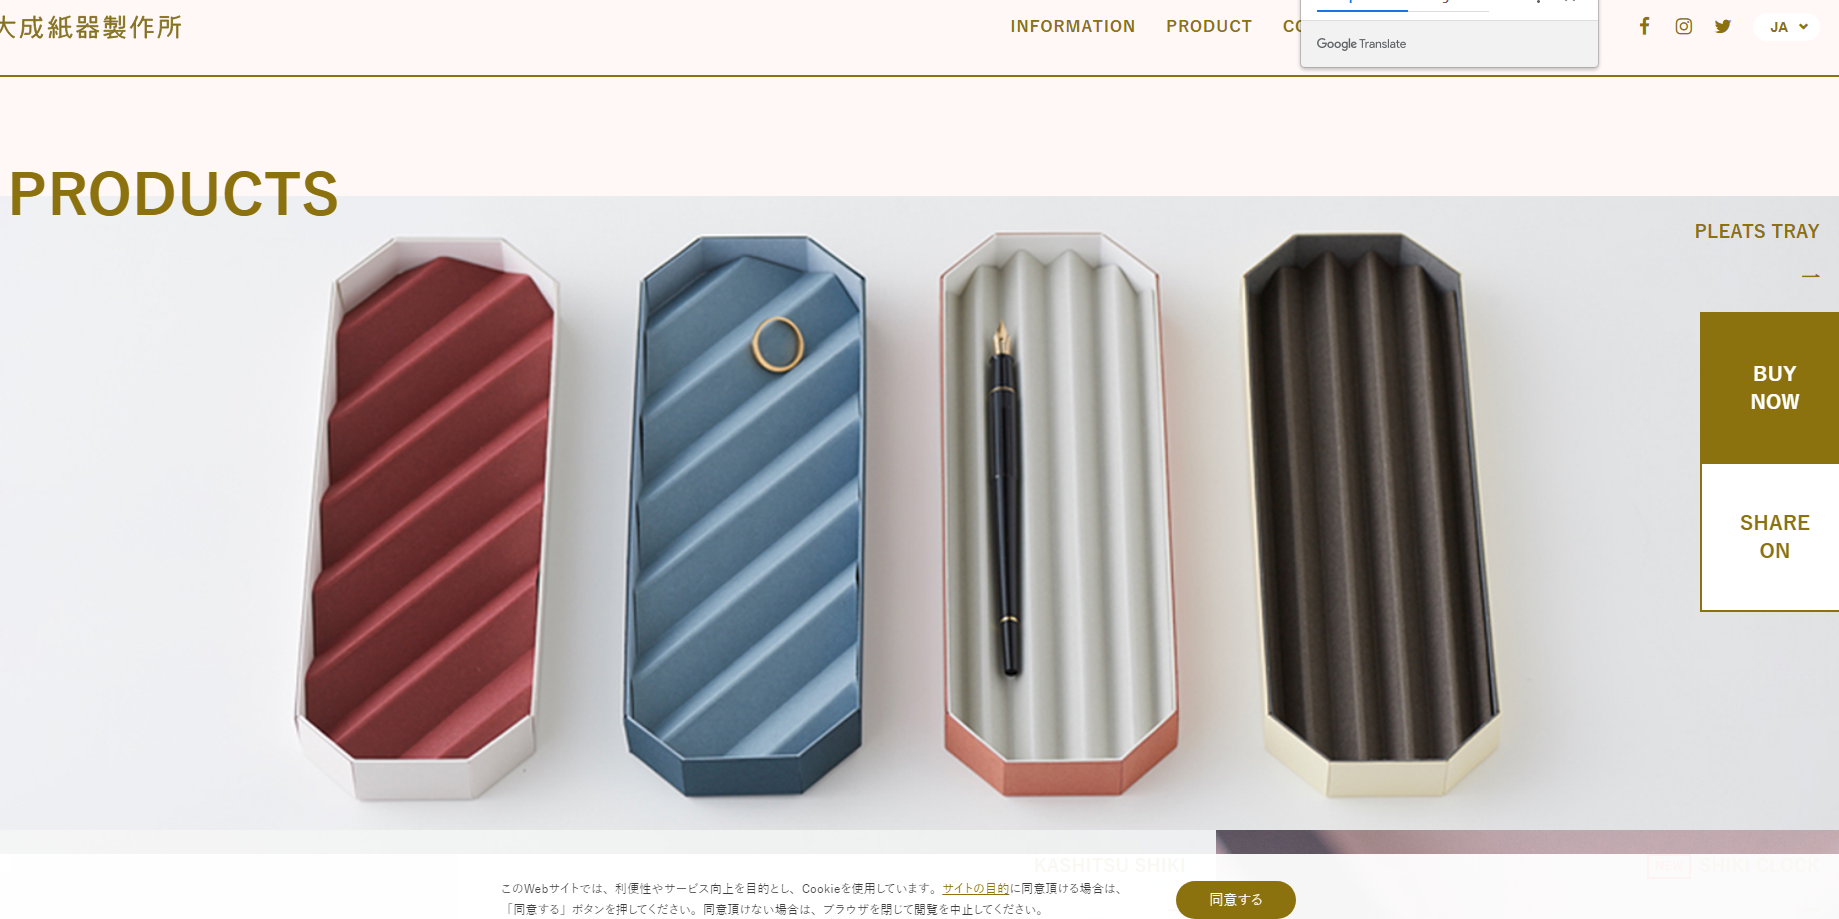 大成紙器製作所
INFORMATION PRODUCT
Google Translate
JA
PRODUCTS
PLEATS TRAY
BUY
NOW
SHARE
ON
KASHITSU SHIKI
NEW SHIKI CLOCK
このWebサイトでは、利便性やサービス向上を目的とし、Cookieを使用しています。サイトの目的に同意頂ける場合は、
「同意する」ボタンを押してください。同意頂けない場合は、ブラウザを閉じて閲覧を中止してください。
同意する